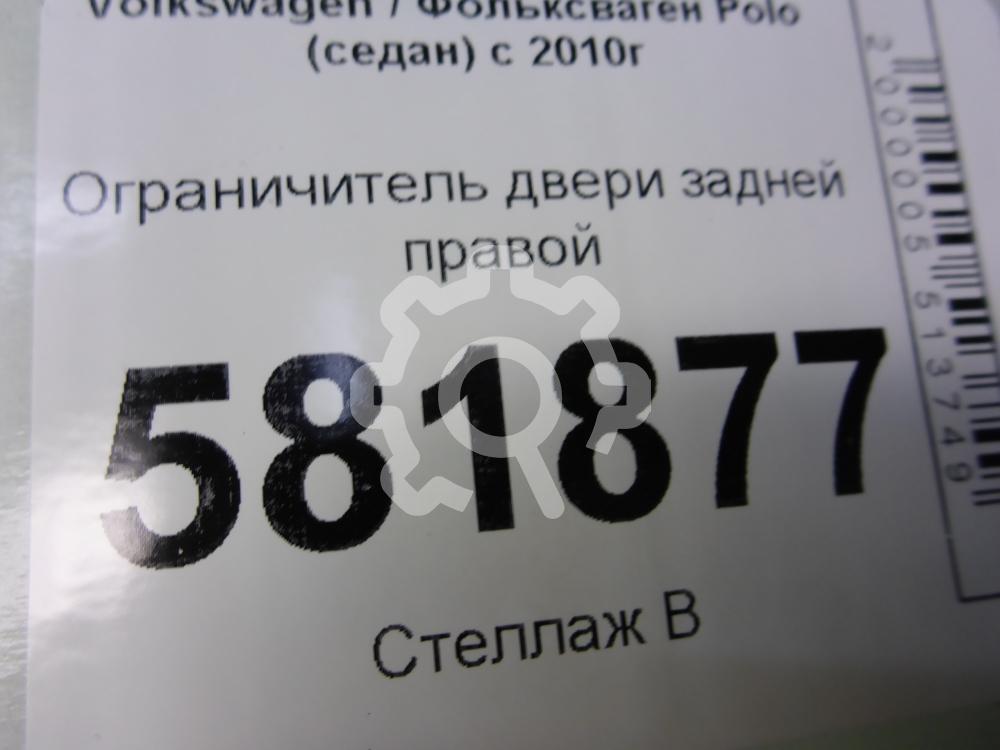 Volkswagen / Фольксваген Polo
(седан) с 2010г
Ограничитель двери задней
правой
581877
Стеллаж В
2000005513749